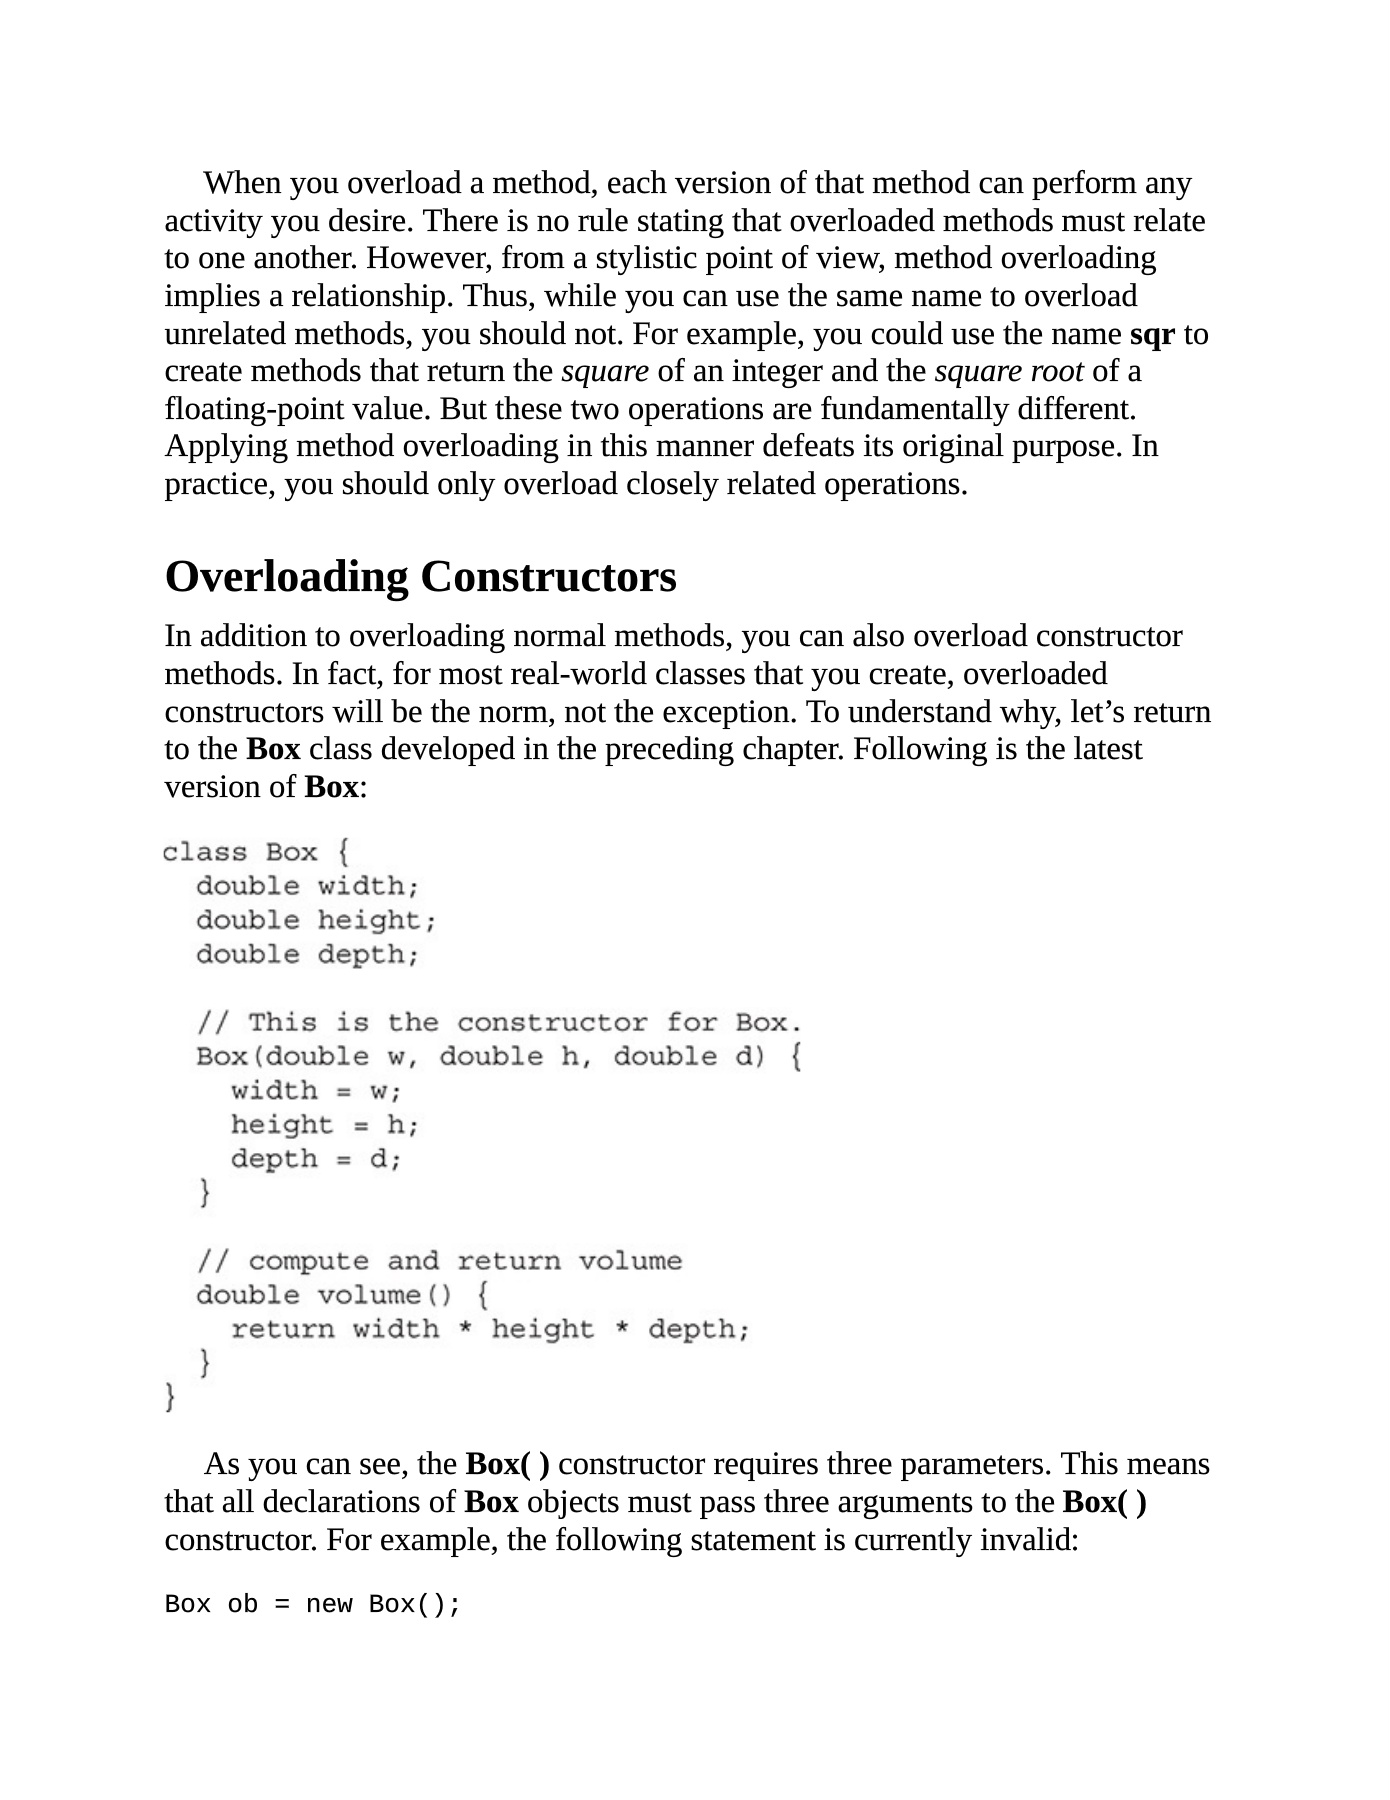 When you overload a method, each version of that method can perform any
activity you desire. There is no rule stating that overloaded methods must relate
to one another. However, from a stylistic point of view, method overloading
implies a relationship. Thus, while you can use the same name to overload
unrelated methods, you should not. For example, you could use the name sqr to
create methods that return the square of an integer and the square root of a
floating-point value. But these two operations are fundamentally different.
Applying method overloading in this manner defeats its original purpose. In
practice, you should only overload closely related operations.
Overloading Constructors
In addition to overloading normal methods, you can also overload constructor
methods. In fact, for most real-world classes that you create, overloaded
constructors will be the norm, not the exception. To understand why, let’s return
to the Box class developed in the preceding chapter. Following is the latest
version of Box:
class Box {
  double width;
  double height;
  double depth;
  // This is the constructor for Box.
  Box(double w, double h, double d) {
    width = w;
    height = h;
    depth = d;
  }
  // compute and return volume
  double volume() {
    return width * height * depth;
  }
}
As you can see, the Box( ) constructor requires three parameters. This means
that all declarations of Box objects must pass three arguments to the Box( )
constructor. For example, the following statement is currently invalid:
Box ob = new Box();